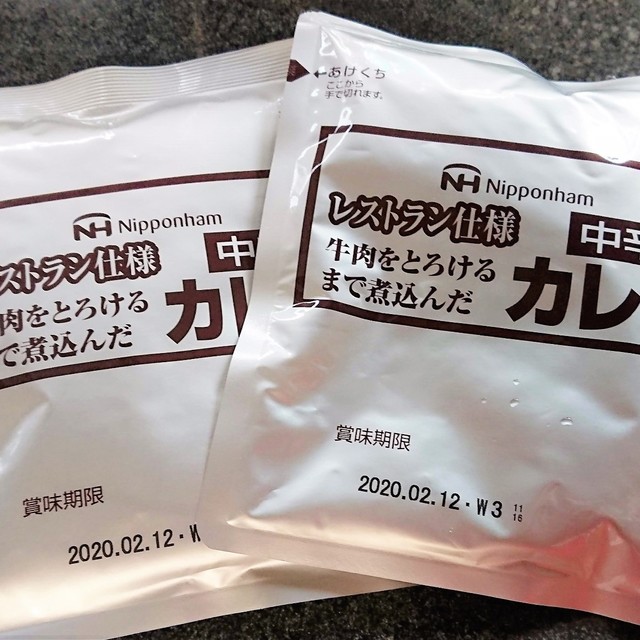 あけくち
ここから
手で切れます。
NH Nipponham
レストラン仕様
牛肉をとろける
まで煮込んだ
中辛
カレ
賞味期限
2020.02.12・W3 11
16
NH Nipponham
ストラン仕様
肉をとろける
で煮込んだ
中
カレ
賞味期限
2020.02.12・W